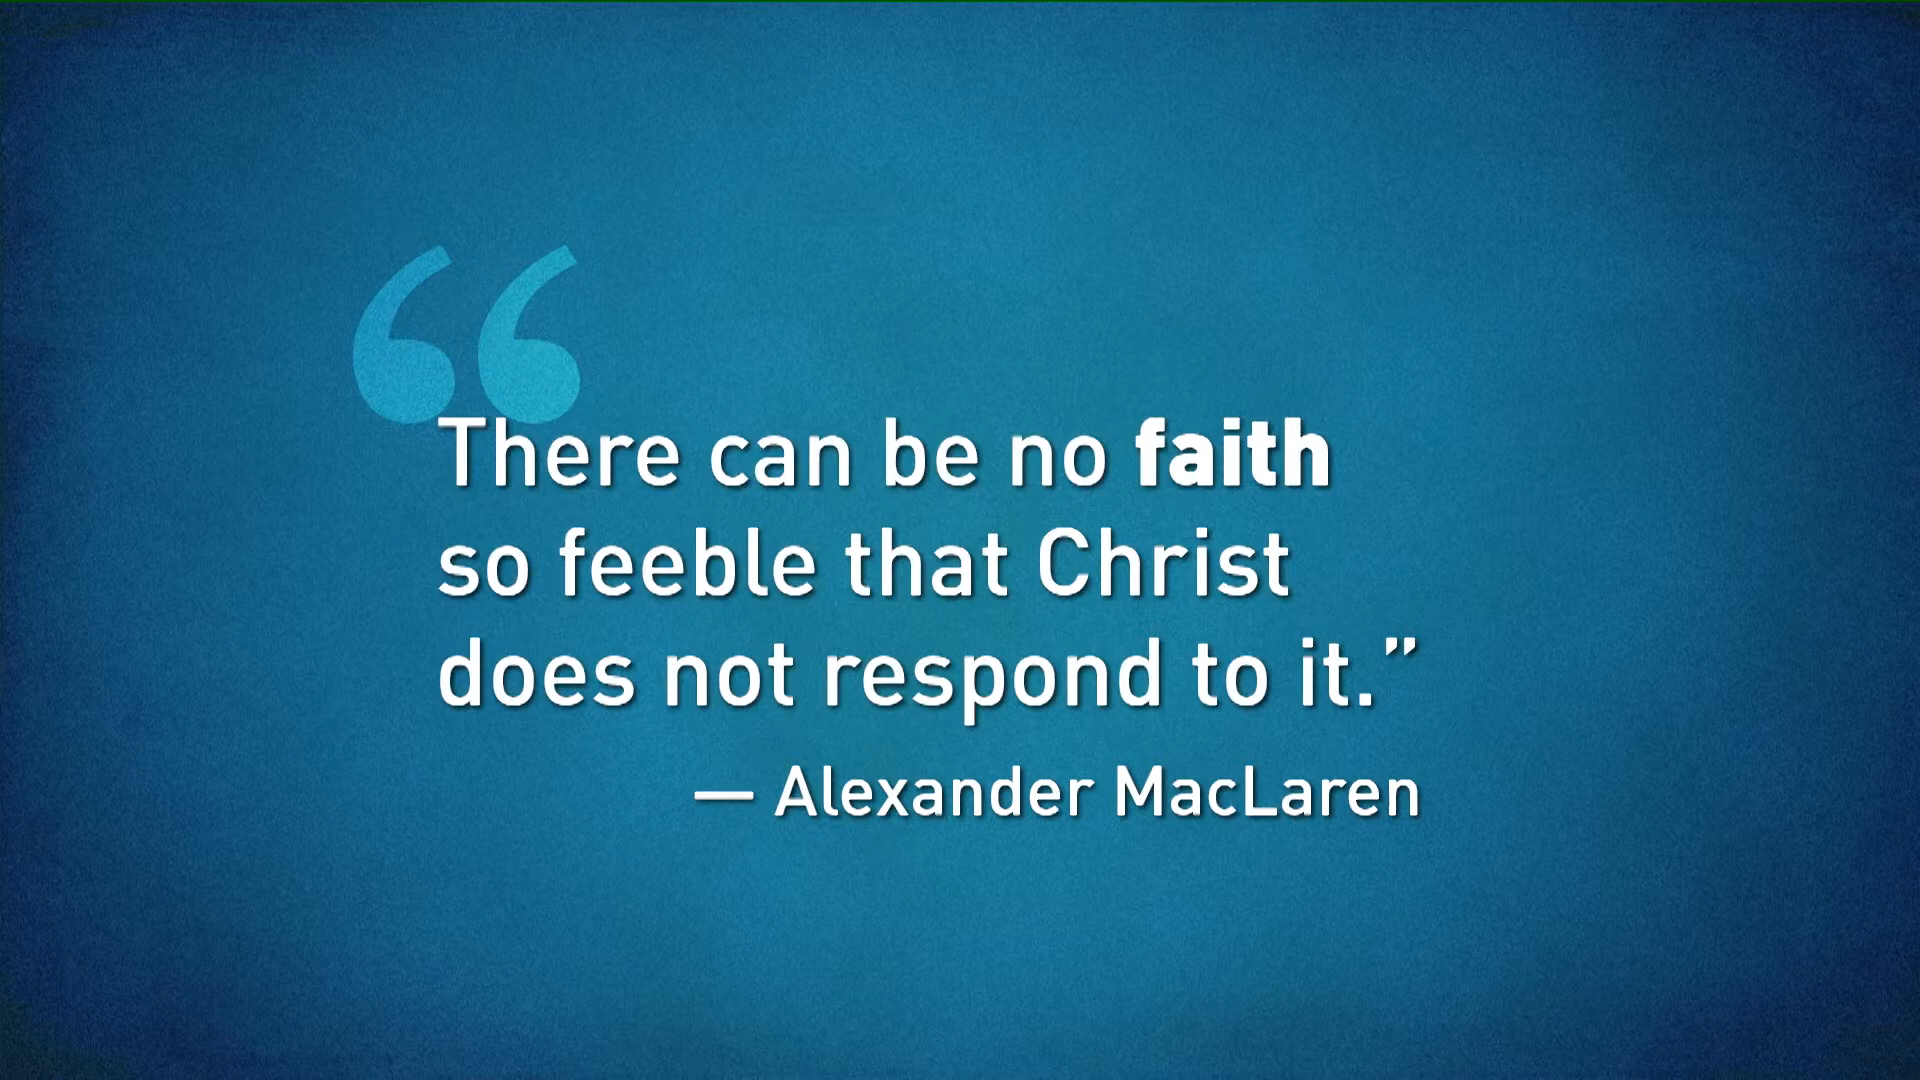 “There can be no faith
so feeble that Christ
does not respond to it.”
— Alexander MacLaren